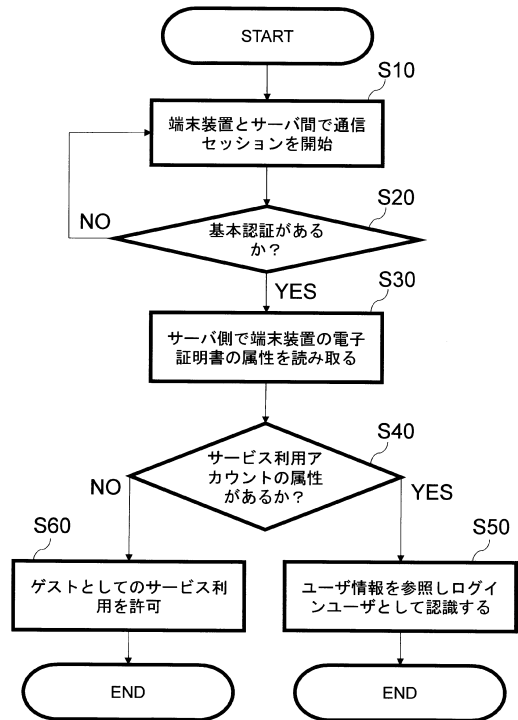 START
S10
端末装置とサーバ間で通信
セッションを開始
S20
基本認証がある
か？
NO
YES
S30
サーバ側で端末装置の電子
証明書の属性を読み取る
S40
サービス利用ア
カウントの属性
があるか？
NO
YES
S60
ゲストとしてのサービス利
用を許可
S50
ユーザ情報を参照しログイ
ンユーザとして認識する
END
END